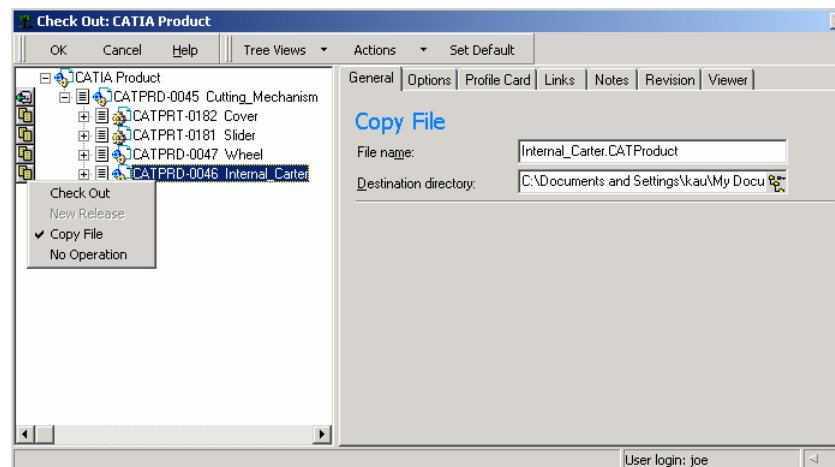 Check Out: CATIA Product
OK Cancel Help Tree Views Actions Set Default
CATIA Product
CATPRD-0045 Cutting_Mechanism
CATPRT-0182 Cover
CATPRT-0181 Slider
CATPRD-0047 Wheel
CATPRD-0046 Internal_Carter
Check Out
New Release
Copy File
No Operation
General Options Profile Card Links Notes Revision Viewer
Copy File
File name: Internal_Carter.CATProduct
Destination directory: C:\Documents and Settings\kau\My Docu
User login: joe